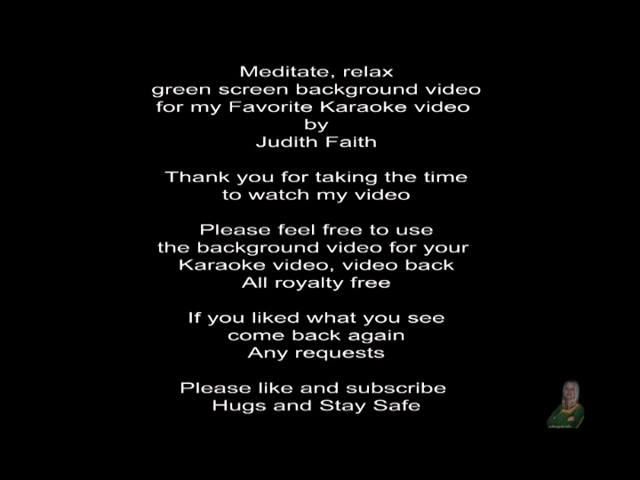 Meditate, relax
green screen background video
for my Favorite Karaoke video
by
Judith Faith
Thank you for taking the time
to watch my video
Please feel free to use
the background video for your
Karaoke video, video back
All royalty free
If you liked what you see
come back again
Any requests
Please like and subscribe
Hugs and Stay Safe